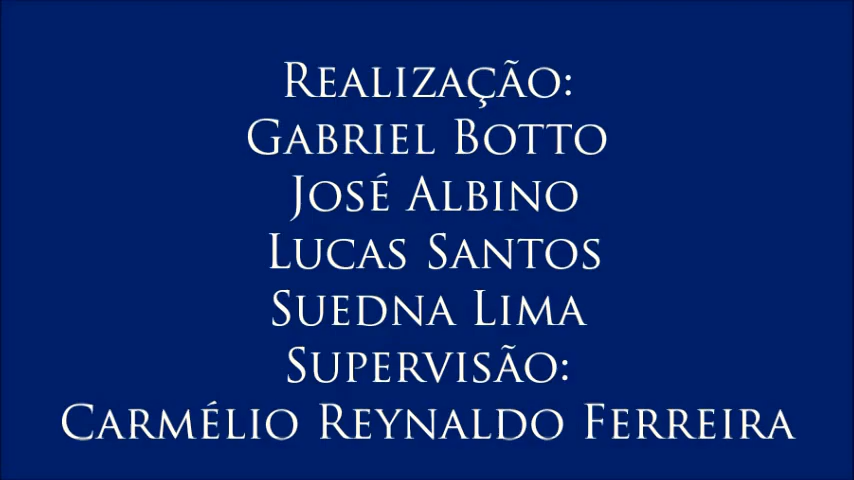 Realização:
Gabriel Botto
José Albino
Lucas Santos
Suedna Lima
Supervisão:
Carmélio Reynaldo Ferreira